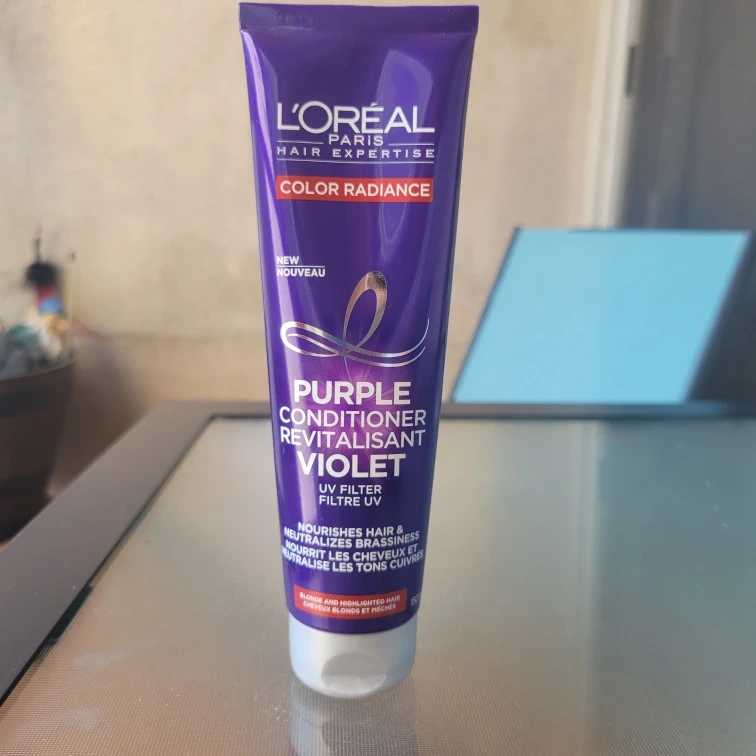 L'ORÉAL
PARIS
HAIR EXPERTISE
COLOR RADIANCE
NEW
NOUVEAU
PURPLE
CONDITIONER
REVITALISANT
VIOLET
UV FILTER
FILTRE UV
NOURISHES HAIR &
NEUTRALIZES BRASSINESS
NOURRIT LES CHEVEUX ET
NEUTRALISE LES TONS CUIVRÉS
BLONDE AND HIGHLIGHTED HAIR
CHEVEUX BLONDS ET MÉCHÉS